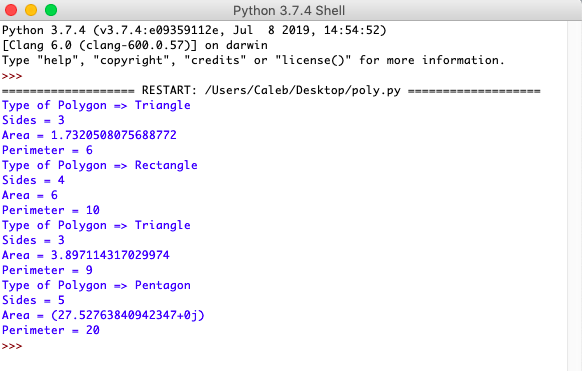 Python 3.7.4 Shell
Python 3.7.4 (v3.7.4:e09359112e, Jul  8 2019, 14:54:52)
[Clang 6.0 (clang-600.0.57)] on darwin
Type "help", "copyright", "credits" or "license()" for more information.
>>>
=================== RESTART: /Users/Caleb/Desktop/poly.py ===================
Type of Polygon => Triangle
Sides = 3
Area = 1.7320508075688772
Perimeter = 6
Type of Polygon => Rectangle
Sides = 4
Area = 6
Perimeter = 10
Type of Polygon => Triangle
Sides = 3
Area = 3.897114317029974
Perimeter = 9
Type of Polygon => Pentagon
Sides = 5
Area = (27.52763840942347+0j)
Perimeter = 20
>>>